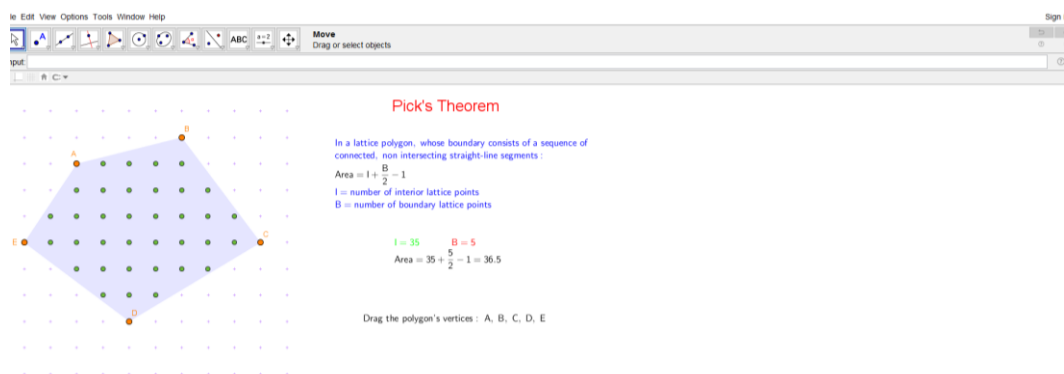 le Edit View Options Tools Window Help
Sign
A
ABC
a=2
Move
Drag or select objects
nput:
Pick's Theorem
In a lattice polygon, whose boundary consists of a sequence of
connected, non intersecting straight-line segments :
Area = I + B/2 − 1
I = number of interior lattice points
B = number of boundary lattice points
I = 35 B = 5
Area = 35 + 5/2 − 1 = 36.5
Drag the polygon's vertices : A, B, C, D, E
B
A
C
E
D